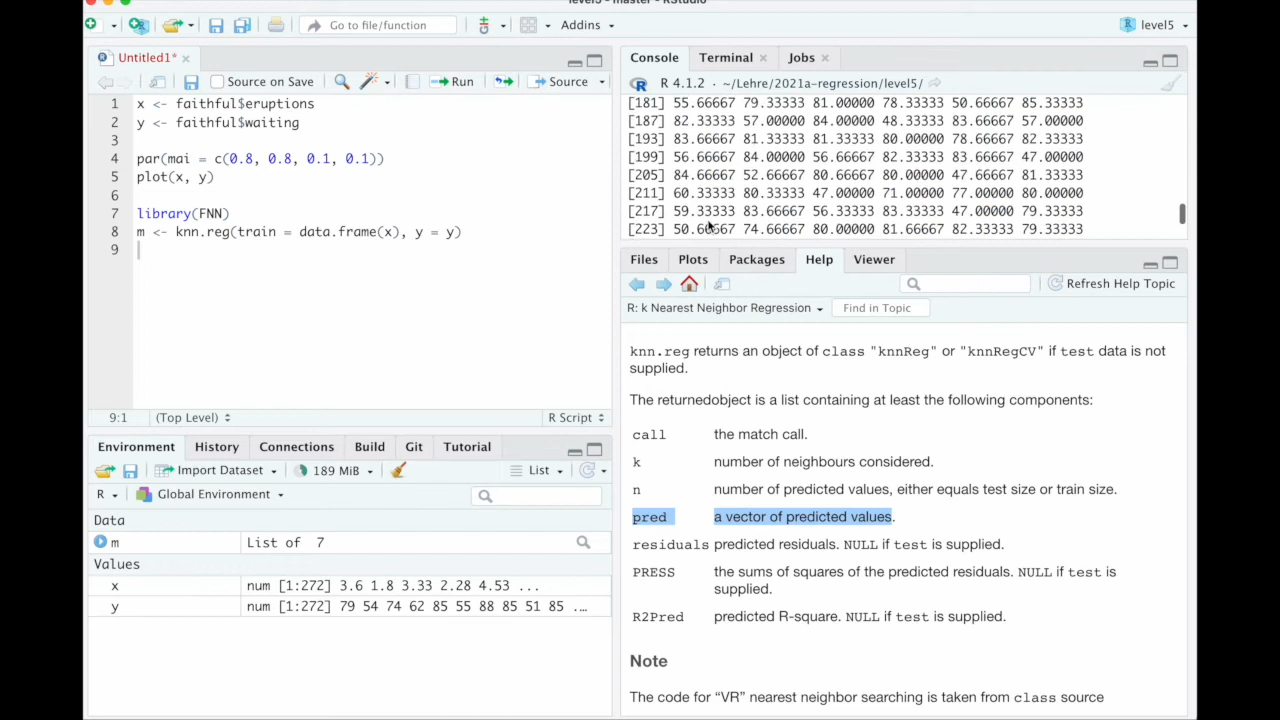 level5 - master - RStudio
Go to file/function
Addins
level5
Untitled1*
Source on Save
Run
Source
1 x <- faithful$eruptions
2 y <- faithful$waiting
3
4 par(mai = c(0.8, 0.8, 0.1, 0.1))
5 plot(x, y)
6
7 library(FNN)
8 m <- knn.reg(train = data.frame(x), y = y)
9
9:1 (Top Level) R Script
Environment History Connections Build Git Tutorial
Import Dataset 189 MiB List
R Global Environment
Data
m List of 7
Values
x num [1:272] 3.6 1.8 3.33 2.28 4.53 ...
y num [1:272] 79 54 74 62 85 55 88 85 51 85 ...
Console Terminal Jobs
R 4.1.2 · ~/Lehre/2021a-regression/level5/
[181] 55.66667 79.33333 81.00000 78.33333 50.66667 85.33333
[187] 82.33333 57.00000 84.00000 48.33333 83.66667 57.00000
[193] 83.66667 81.33333 81.33333 80.00000 78.66667 82.33333
[199] 56.66667 84.00000 56.66667 82.33333 83.66667 47.00000
[205] 84.66667 52.66667 80.66667 80.00000 47.66667 81.33333
[211] 60.33333 80.33333 47.00000 71.00000 77.00000 80.00000
[217] 59.33333 83.66667 56.33333 83.33333 47.00000 79.33333
[223] 50.66667 74.66667 80.00000 81.66667 82.33333 79.33333
Files Plots Packages Help Viewer
Refresh Help Topic
R: k Nearest Neighbor Regression Find in Topic
knn.reg returns an object of class "knnReg" or "knnRegCV" if test data is not
supplied.
The returnedobject is a list containing at least the following components:
call the match call.
k number of neighbours considered.
n number of predicted values, either equals test size or train size.
pred a vector of predicted values.
residuals predicted residuals. NULL if test is supplied.
PRESS the sums of squares of the predicted residuals. NULL if test is
supplied.
R2Pred predicted R-square. NULL if test is supplied.
Note
The code for “VR” nearest neighbor searching is taken from class source